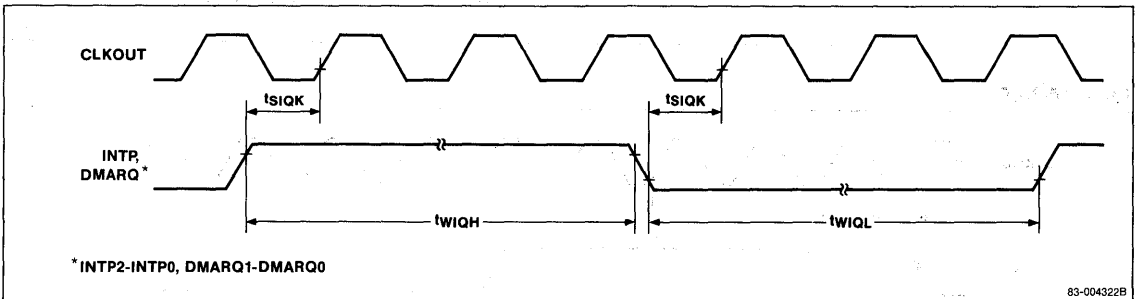 CLKOUT
tSIQK
tSIQK
INTP,
DMARQ*
tWIQH
tWIQL
*INTP2-INTP0, DMARQ1-DMARQ0
83-004322B